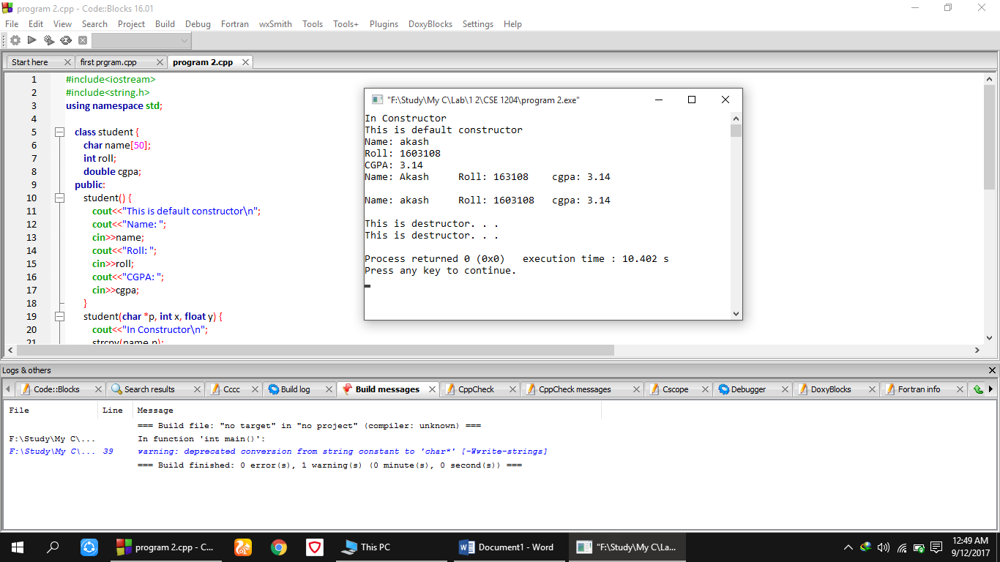 program 2.cpp - Code::Blocks 16.01
File Edit View Search Project Build Debug Fortran wxSmith Tools Tools+ Plugins DoxyBlocks Settings Help
Start here first prgram.cpp program 2.cpp
1 #include<iostream>
2 #include<string.h>
3 using namespace std;
4
5 class student {
6 char name[50];
7 int roll;
8 double cgpa;
9 public:
10 student() {
11 cout<<"This is default constructor\n";
12 cout<<"Name: ";
13 cin>>name;
14 cout<<"Roll: ";
15 cin>>roll;
16 cout<<"CGPA: ";
17 cin>>cgpa;
18 }
19 student(char *p, int x, float y) {
20 cout<<"In Constructor\n";
21 strcpy(name,p);
"F:\Study\My C\Lab\1 2\CSE 1204\program 2.exe"
In Constructor
This is default constructor
Name: akash
Roll: 1603108
CGPA: 3.14
Name: Akash Roll: 163108 cgpa: 3.14
Name: akash Roll: 1603108 cgpa: 3.14
This is destructor. . .
This is destructor. . .
Process returned 0 (0x0) execution time : 10.402 s
Press any key to continue.
Logs & others
Code::Blocks Search results Cccc Build log Build messages CppCheck CppCheck messages Cscope Debugger DoxyBlocks Fortran info
File Line Message
=== Build file: "no target" in "no project" (compiler: unknown) ===
F:\Study\My C\... In function 'int main()':
F:\Study\My C\... 39 warning: deprecated conversion from string constant to 'char*' [-Wwrite-strings]
=== Build finished: 0 error(s), 1 warning(s) (0 minute(s), 0 second(s)) ===
program 2.cpp - C... This PC Document1 - Word "F:\Study\My C\La...
12:49 AM
9/12/2017